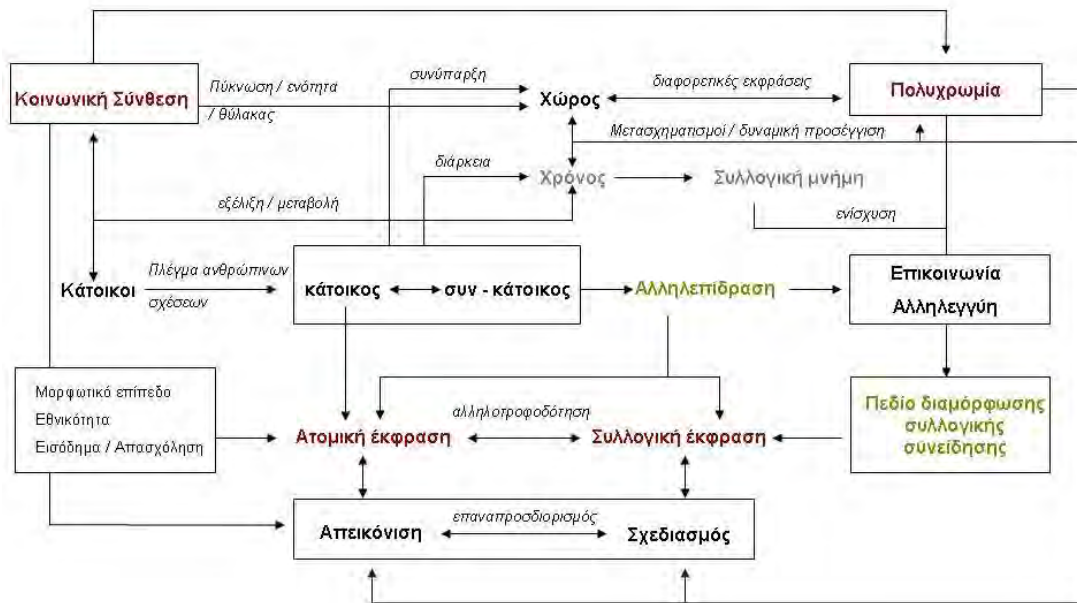 συνύπαρξη
Κοινωνική Σύνθεση
Πύκνωση / ενότητα
/ θύλακας
Χώρος
διαφορετικές εκφράσεις
Πολυχρωμία
Μετασχηματισμοί / δυναμική προσέγγιση
διάρκεια
Χρόνος
Συλλογική μνήμη
εξέλιξη / μεταβολή
ενίσχυση
Κάτοικοι
Πλέγμα ανθρώπινων
σχέσεων
κάτοικος
συν - κάτοικος
Αλληλεπίδραση
Επικοινωνία
Αλληλεγγύη
Μορφωτικό επίπεδο
Εθνικότητα
Εισόδημα / Απασχόληση
Ατομική έκφραση
αλληλοτροφοδότηση
Συλλογική έκφραση
Πεδίο διαμόρφωσης
συλλογικής
συνείδησης
Απεικόνιση
επαναπροσδιορισμός
Σχεδιασμός